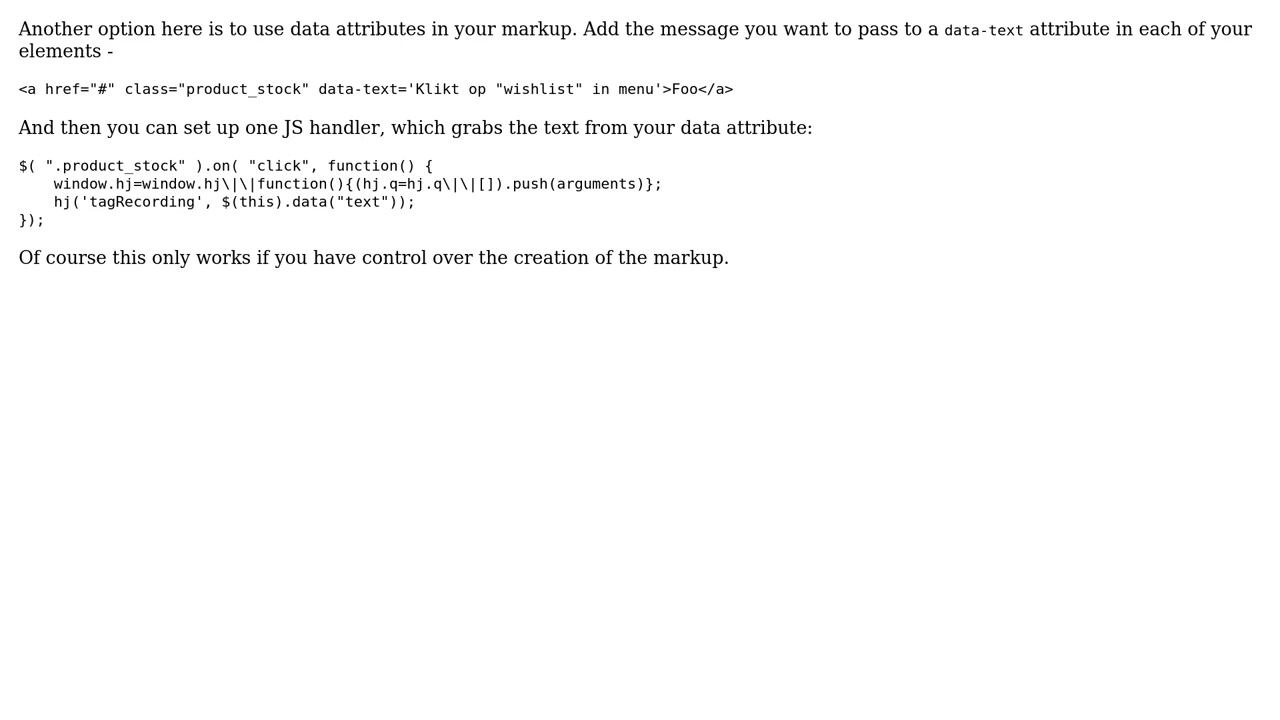 Another option here is to use data attributes in your markup. Add the message you want to pass to a data-text attribute in each of your
elements -
<a href="#" class="product_stock" data-text='Klikt op "wishlist" in menu'>Foo</a>
And then you can set up one JS handler, which grabs the text from your data attribute:
$( ".product_stock" ).on( "click", function() {
    window.hj=window.hj\|\|function(){(hj.q=hj.q\|\|[]).push(arguments)};
    hj('tagRecording', $(this).data("text"));
});
Of course this only works if you have control over the creation of the markup.